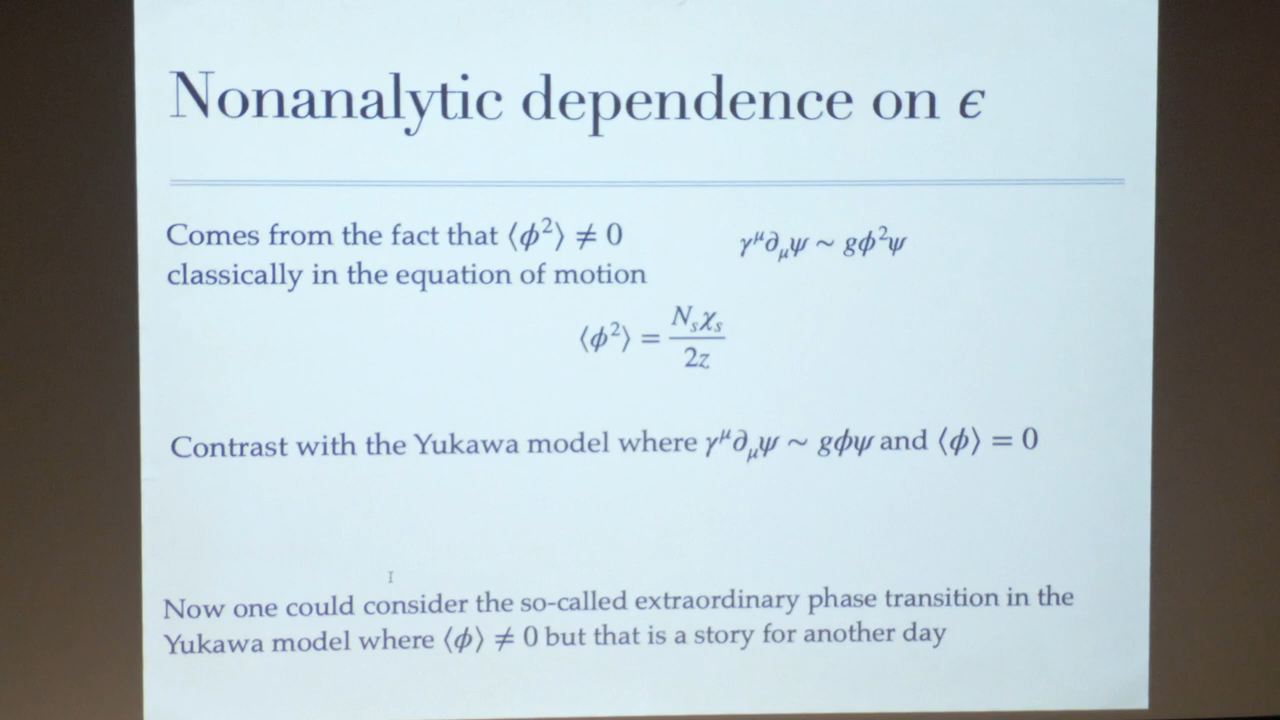 Nonanalytic dependence on ϵ
Comes from the fact that ⟨ϕ²⟩ ≠ 0
classically in the equation of motion
γ^μ∂_μψ ~ gϕ²ψ
⟨ϕ²⟩ = N_sχ_s / 2z
Contrast with the Yukawa model where γ^μ∂_μψ ~ gϕψ and ⟨ϕ⟩ = 0
Now one could consider the so-called extraordinary phase transition in the
Yukawa model where ⟨ϕ⟩ ≠ 0 but that is a story for another day